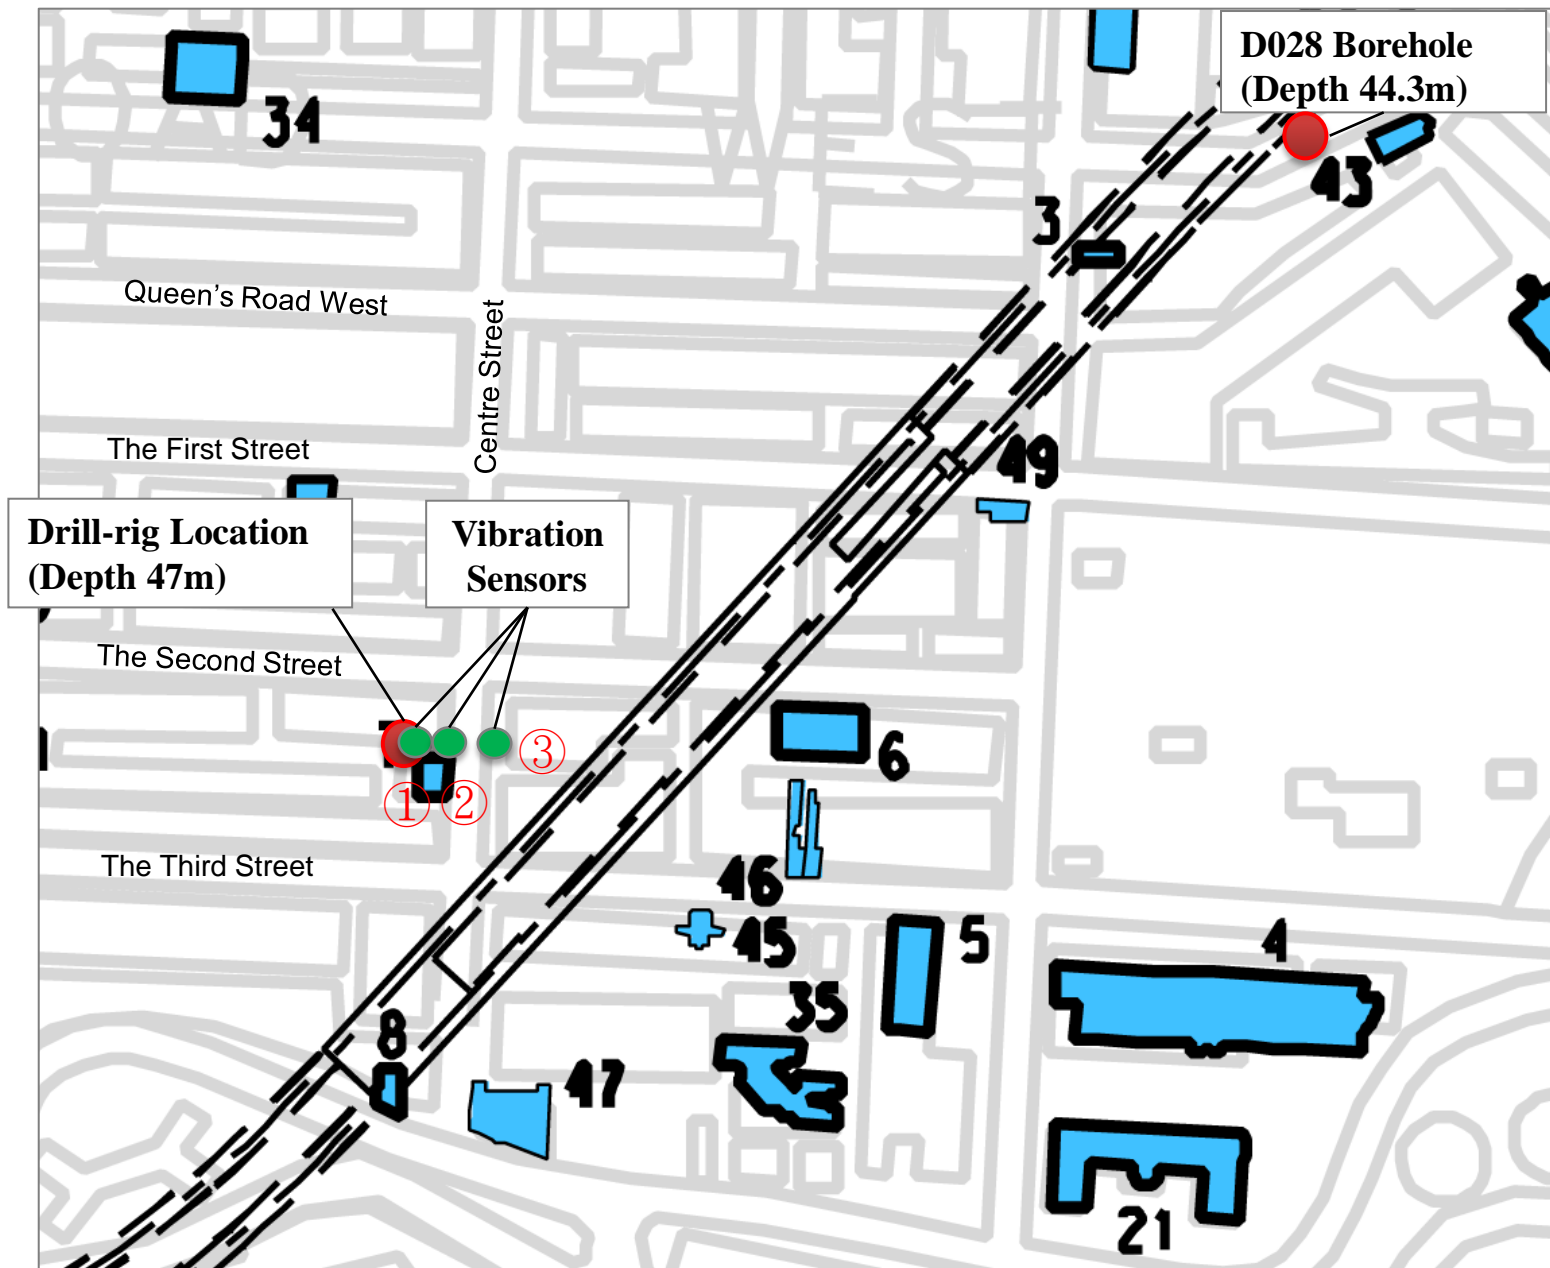 D028 Borehole
(Depth 44.3m)
34
43
3
Queen's Road West
Centre Street
The First Street
49
Drill-rig Location
(Depth 47m)
Vibration
Sensors
The Second Street
③
6
①
②
The Third Street
46
45
5
4
35
8
47
21